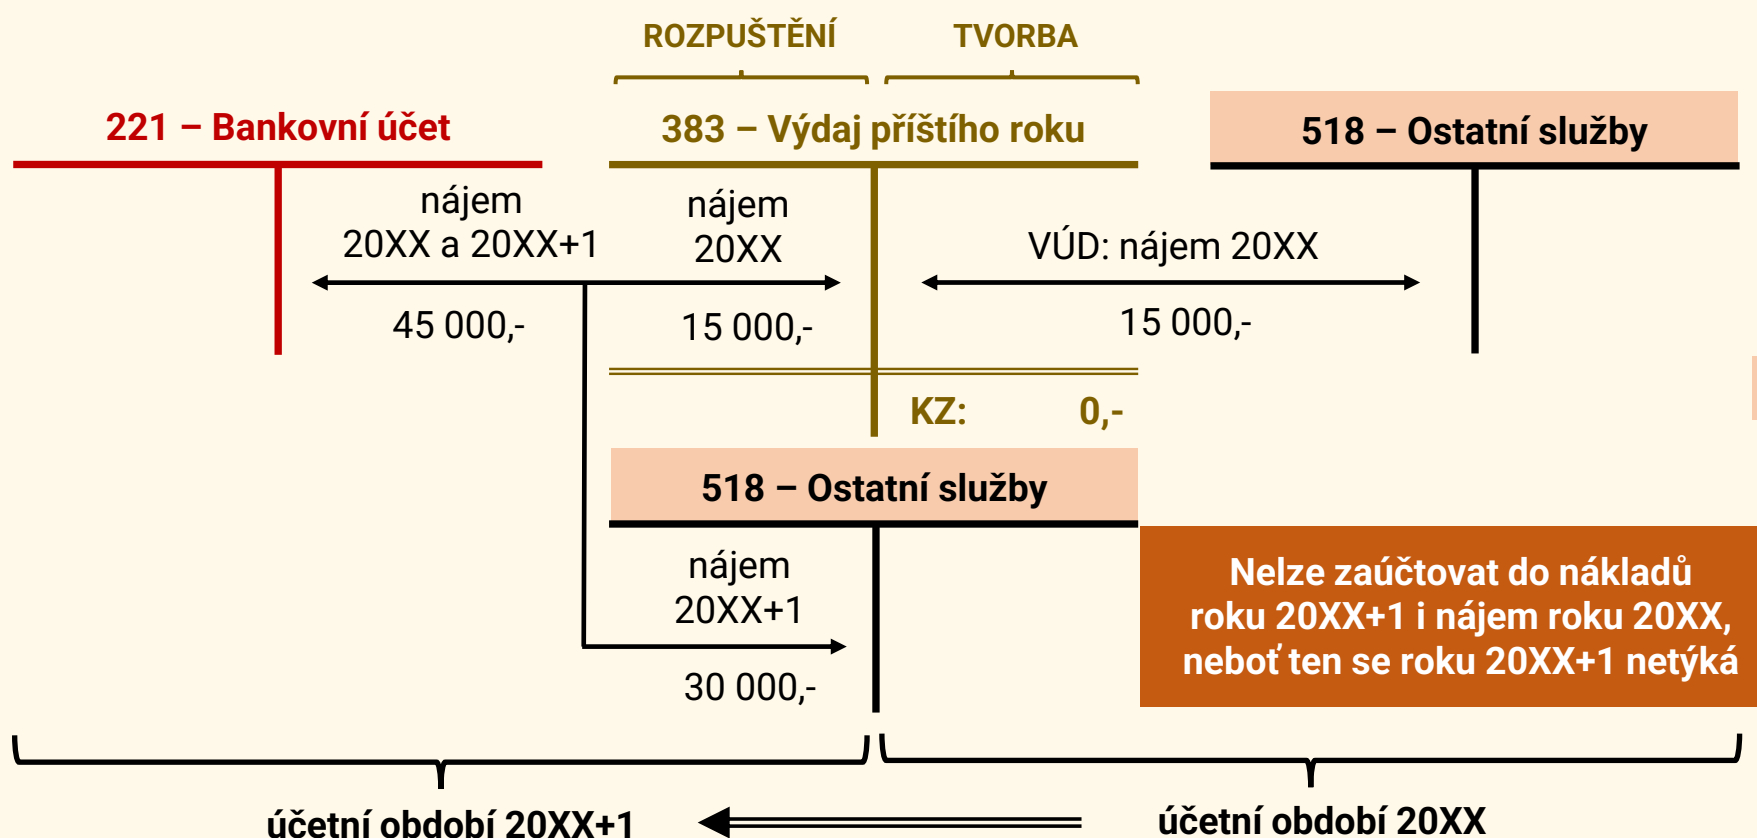 ROZPUŠTĚNÍ
TVORBA
221 – Bankovní účet
383 – Výdaj příštího roku
518 – Ostatní služby
nájem
20XX a 20XX+1
45 000,-
nájem
20XX
15 000,-
VÚD: nájem 20XX
15 000,-
KZ: 0,-
518 – Ostatní služby
nájem
20XX+1
30 000,-
Nelze zaúčtovat do nákladů
roku 20XX+1 i nájem roku 20XX,
neboť ten se roku 20XX+1 netýká
účetní období 20XX+1
účetní období 20XX